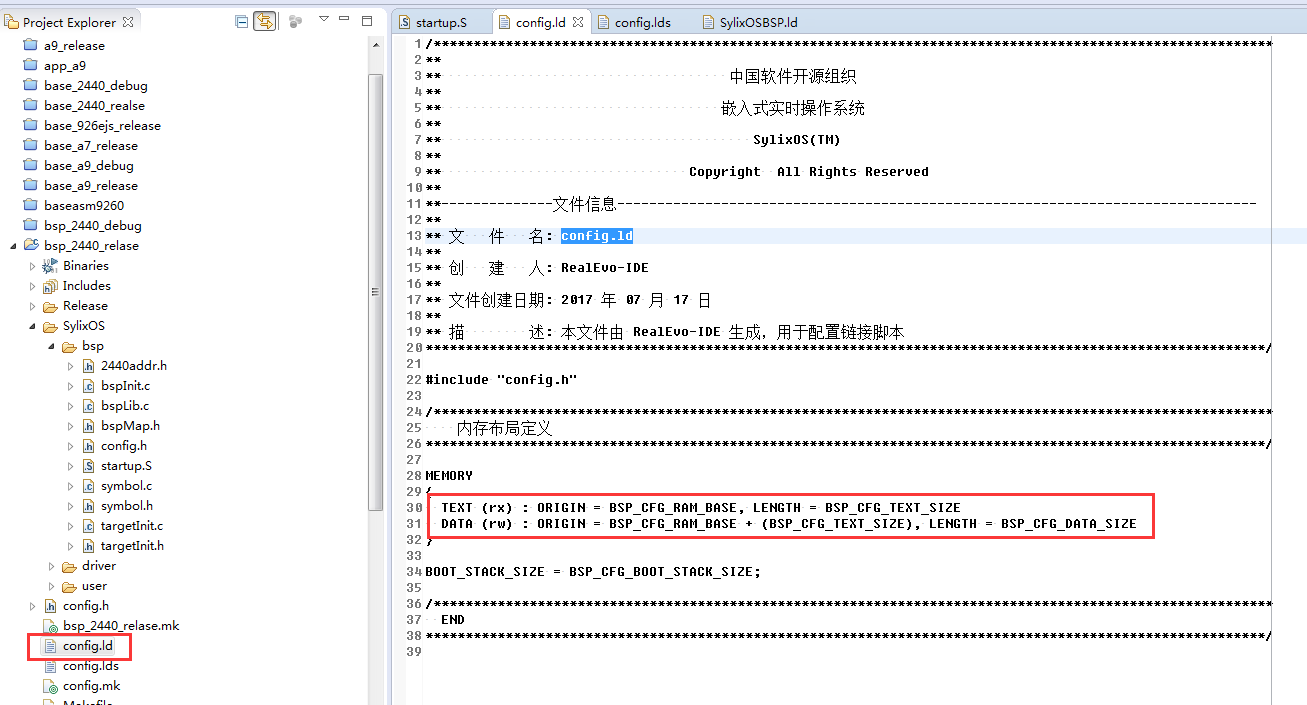 Project Explorer
a9_release
app_a9
base_2440_debug
base_2440_realse
base_926ejs_release
base_a7_release
base_a9_debug
base_a9_release
baseasm9260
bsp_2440_debug
bsp_2440_relase
Binaries
Includes
Release
SylixOS
bsp
2440addr.h
bspInit.c
bspLib.c
bspMap.h
config.h
startup.S
symbol.c
symbol.h
targetInit.c
targetInit.h
driver
user
config.h
bsp_2440_relase.mk
config.ld
config.lds
config.mk
Makefile
startup.S config.ld config.lds SylixOSBSP.ld
1 /*********************************************************************************************************
2 **
3 ** 中国软件开源组织
4 **
5 ** 嵌入式实时操作系统
6 **
7 ** SylixOS(TM)
8 **
9 ** Copyright All Rights Reserved
10 **
11 **--------------文件信息--------------------------------------------------------------------------------
12 **
13 ** 文 件 名: config.ld
14 **
15 ** 创 建 人: RealEvo-IDE
16 **
17 ** 文件创建日期: 2017 年 07 月 17 日
18 **
19 ** 描 述: 本文件由 RealEvo-IDE 生成，用于配置链接脚本
20 *********************************************************************************************************/
21
22 #include "config.h"
23
24 /*********************************************************************************************************
25 内存布局定义
26 *********************************************************************************************************/
27
28 MEMORY
29 {
30 TEXT (rx) : ORIGIN = BSP_CFG_RAM_BASE, LENGTH = BSP_CFG_TEXT_SIZE
31 DATA (rw) : ORIGIN = BSP_CFG_RAM_BASE + (BSP_CFG_TEXT_SIZE), LENGTH = BSP_CFG_DATA_SIZE
32 }
33
34 BOOT_STACK_SIZE = BSP_CFG_BOOT_STACK_SIZE;
35
36 /*********************************************************************************************************
37 END
38 *********************************************************************************************************/
39